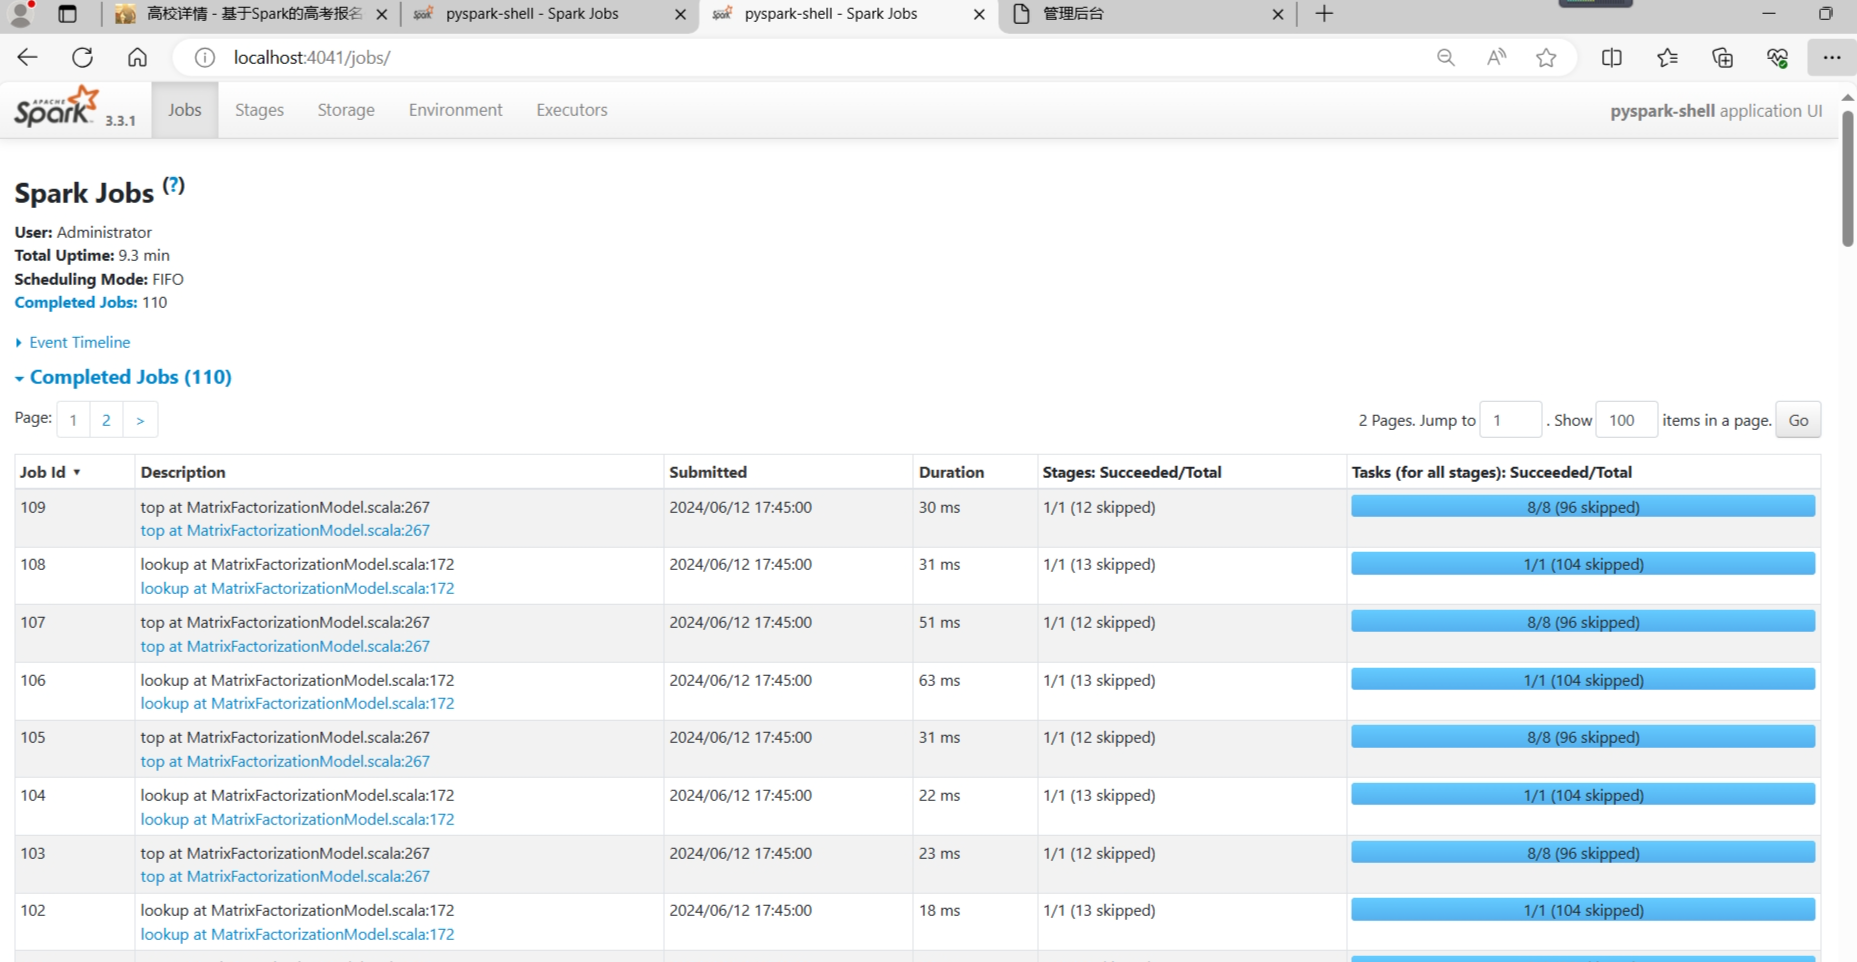 高校详情 - 基于Spark的高考报名
pyspark-shell - Spark Jobs
pyspark-shell - Spark Jobs
管理后台
localhost:4041/jobs/
APACHE Spark 3.3.1
Jobs
Stages
Storage
Environment
Executors
pyspark-shell application UI
Spark Jobs (?)
User: Administrator
Total Uptime: 9.3 min
Scheduling Mode: FIFO
Completed Jobs: 110
Event Timeline
Completed Jobs (110)
Page: 1 2 >
2 Pages. Jump to 1 . Show 100 items in a page. Go
Job Id ▾ Description Submitted Duration Stages: Succeeded/Total Tasks (for all stages): Succeeded/Total
109 top at MatrixFactorizationModel.scala:267 2024/06/12 17:45:00 30 ms 1/1 (12 skipped) 8/8 (96 skipped)
top at MatrixFactorizationModel.scala:267
108 lookup at MatrixFactorizationModel.scala:172 2024/06/12 17:45:00 31 ms 1/1 (13 skipped) 1/1 (104 skipped)
lookup at MatrixFactorizationModel.scala:172
107 top at MatrixFactorizationModel.scala:267 2024/06/12 17:45:00 51 ms 1/1 (12 skipped) 8/8 (96 skipped)
top at MatrixFactorizationModel.scala:267
106 lookup at MatrixFactorizationModel.scala:172 2024/06/12 17:45:00 63 ms 1/1 (13 skipped) 1/1 (104 skipped)
lookup at MatrixFactorizationModel.scala:172
105 top at MatrixFactorizationModel.scala:267 2024/06/12 17:45:00 31 ms 1/1 (12 skipped) 8/8 (96 skipped)
top at MatrixFactorizationModel.scala:267
104 lookup at MatrixFactorizationModel.scala:172 2024/06/12 17:45:00 22 ms 1/1 (13 skipped) 1/1 (104 skipped)
lookup at MatrixFactorizationModel.scala:172
103 top at MatrixFactorizationModel.scala:267 2024/06/12 17:45:00 23 ms 1/1 (12 skipped) 8/8 (96 skipped)
top at MatrixFactorizationModel.scala:267
102 lookup at MatrixFactorizationModel.scala:172 2024/06/12 17:45:00 18 ms 1/1 (13 skipped) 1/1 (104 skipped)
lookup at MatrixFactorizationModel.scala:172